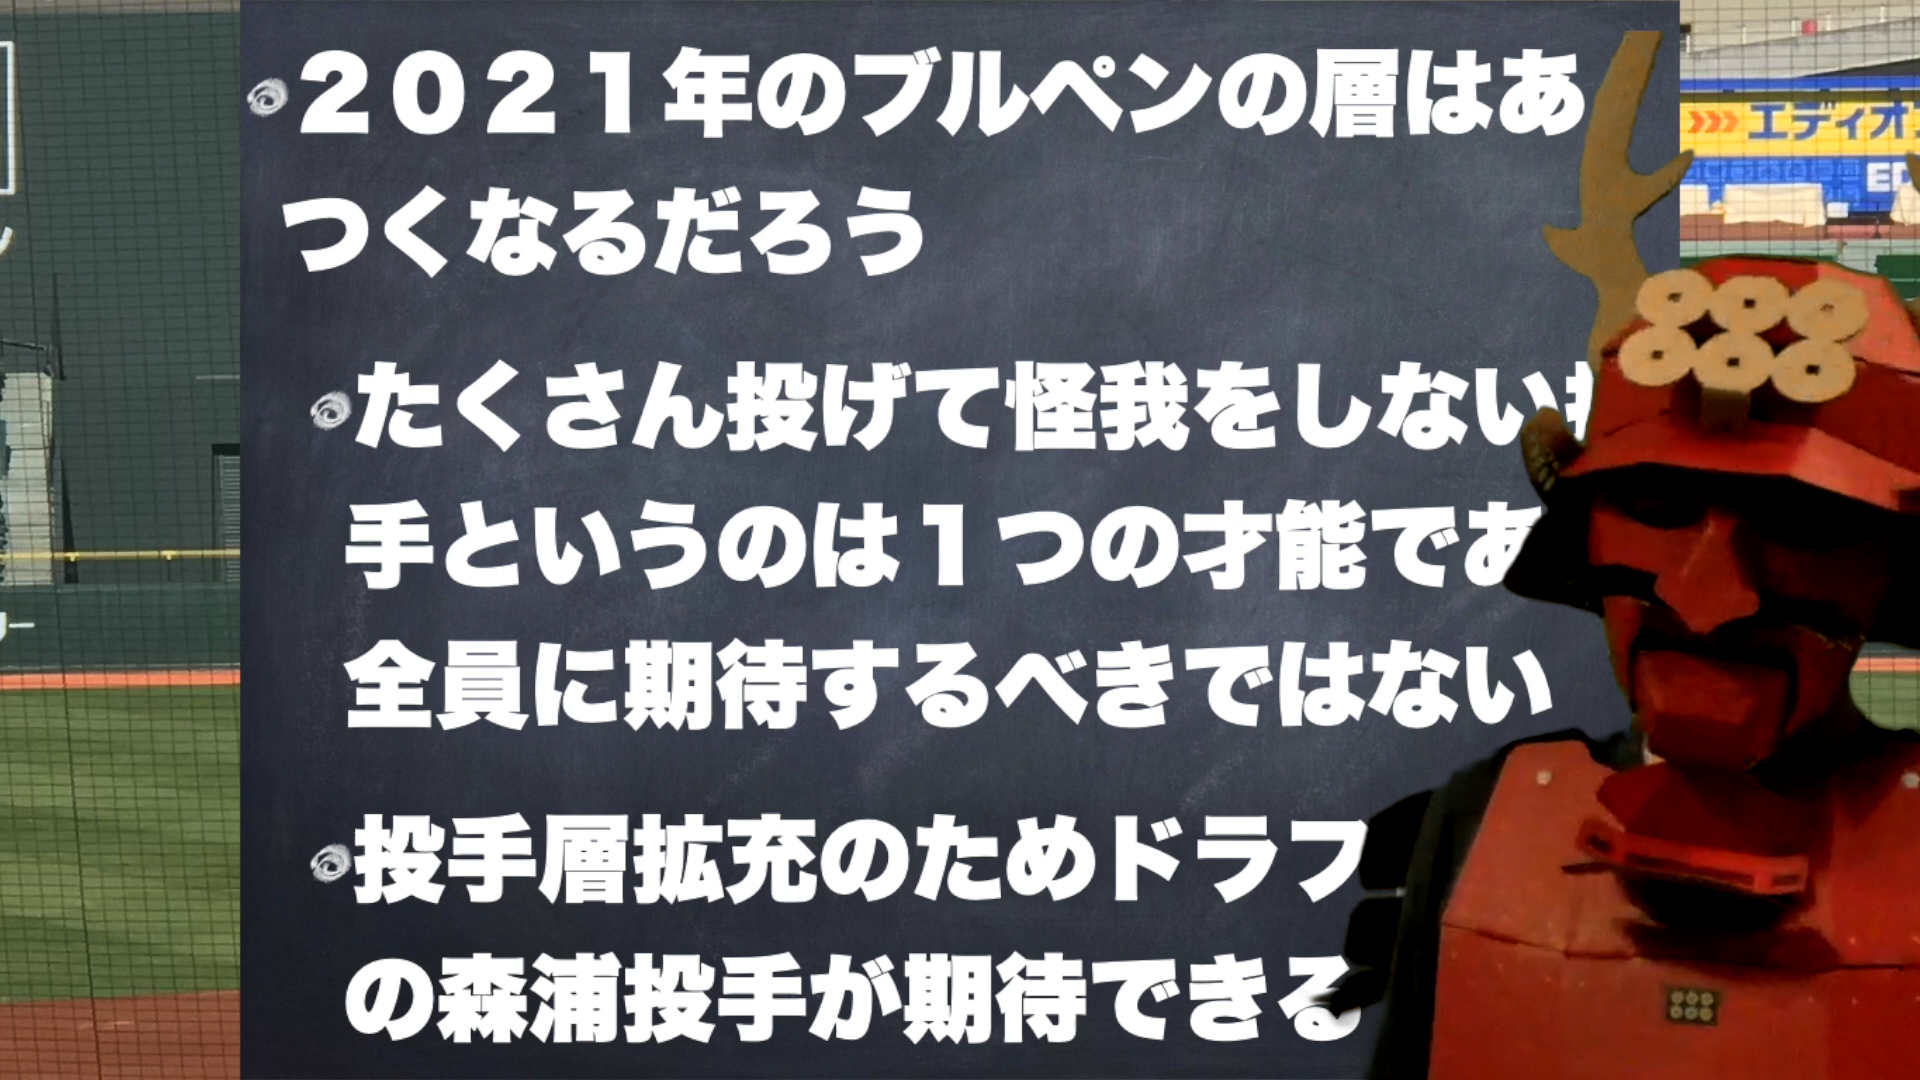 2021年のブルペンの層はあ
つくなるだろう
たくさん投げて怪我をしない
手というのは1つの才能であ
全員に期待するべきではない
投手層拡充のためドラフ
の森浦投手が期待できる
エディオ
ED